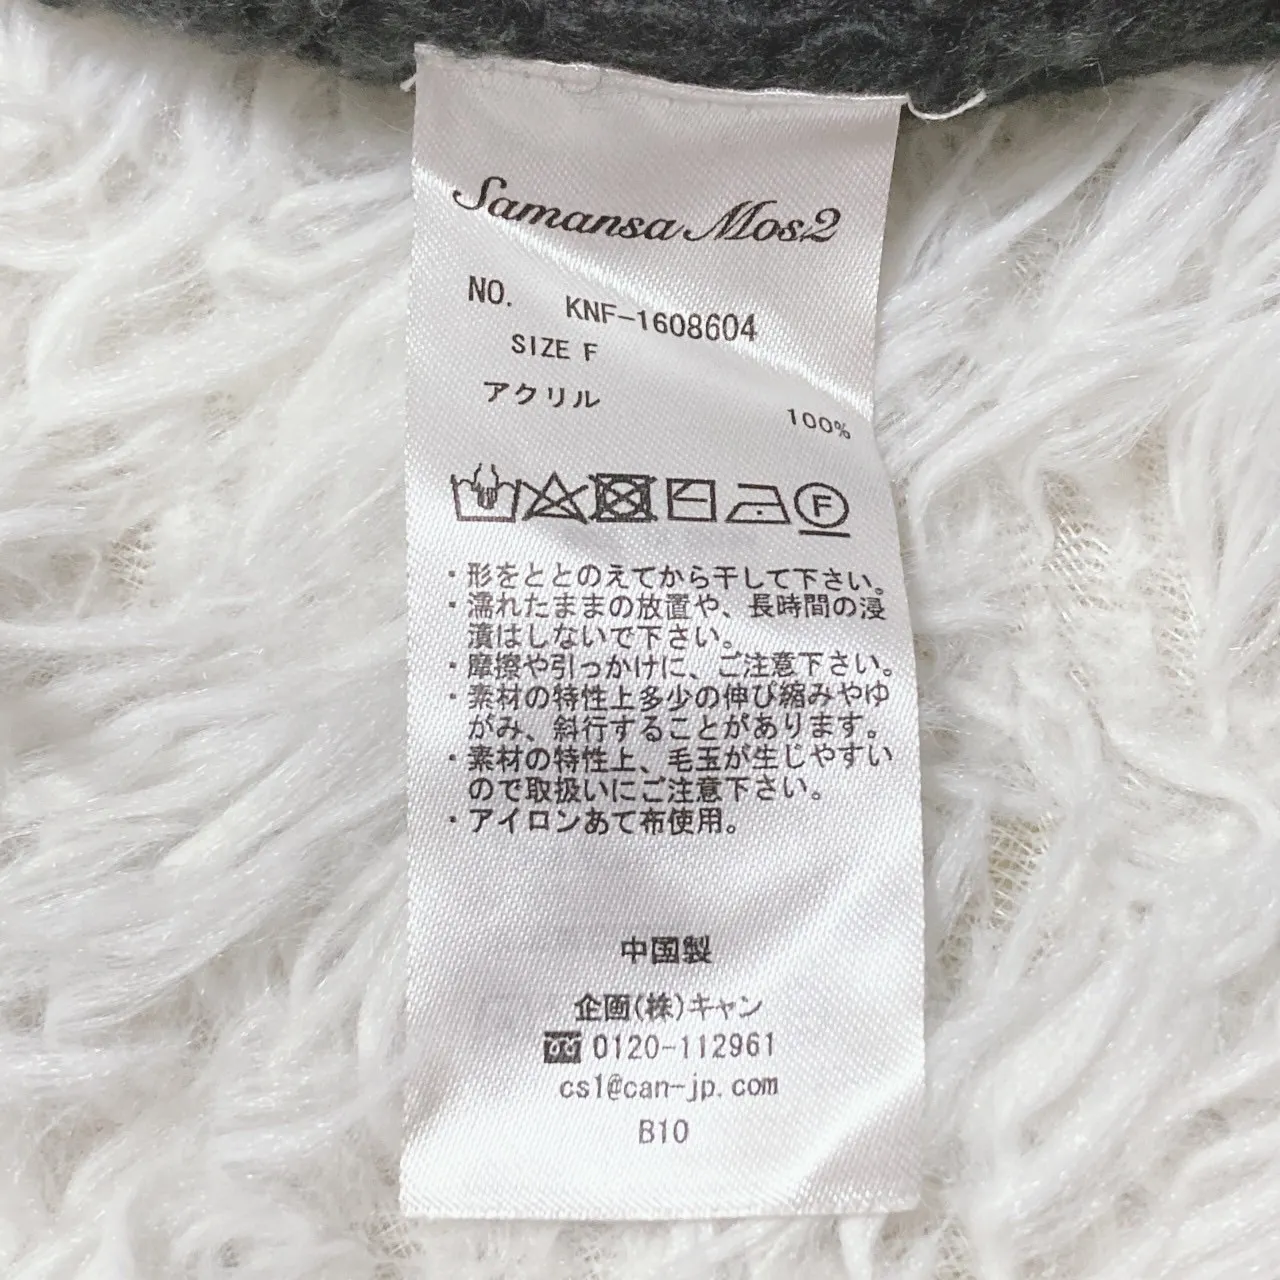 Samansa Mos2
NO. KNF-1608604
SIZE F
アクリル 100%
F
・形をととのえてから干して下さい。
・濡れたままの放置や、長時間の浸
漬はしないで下さい。
・摩擦や引っかけに、ご注意下さい。
・素材の特性上多少の伸び縮みやゆ
がみ、斜行することがあります。
・素材の特性上、毛玉が生じやすい
ので取扱いにご注意下さい。
・アイロンあて布使用。
中国製
企画(株)キャン
0120-112961
cs1@can-jp.com
B10